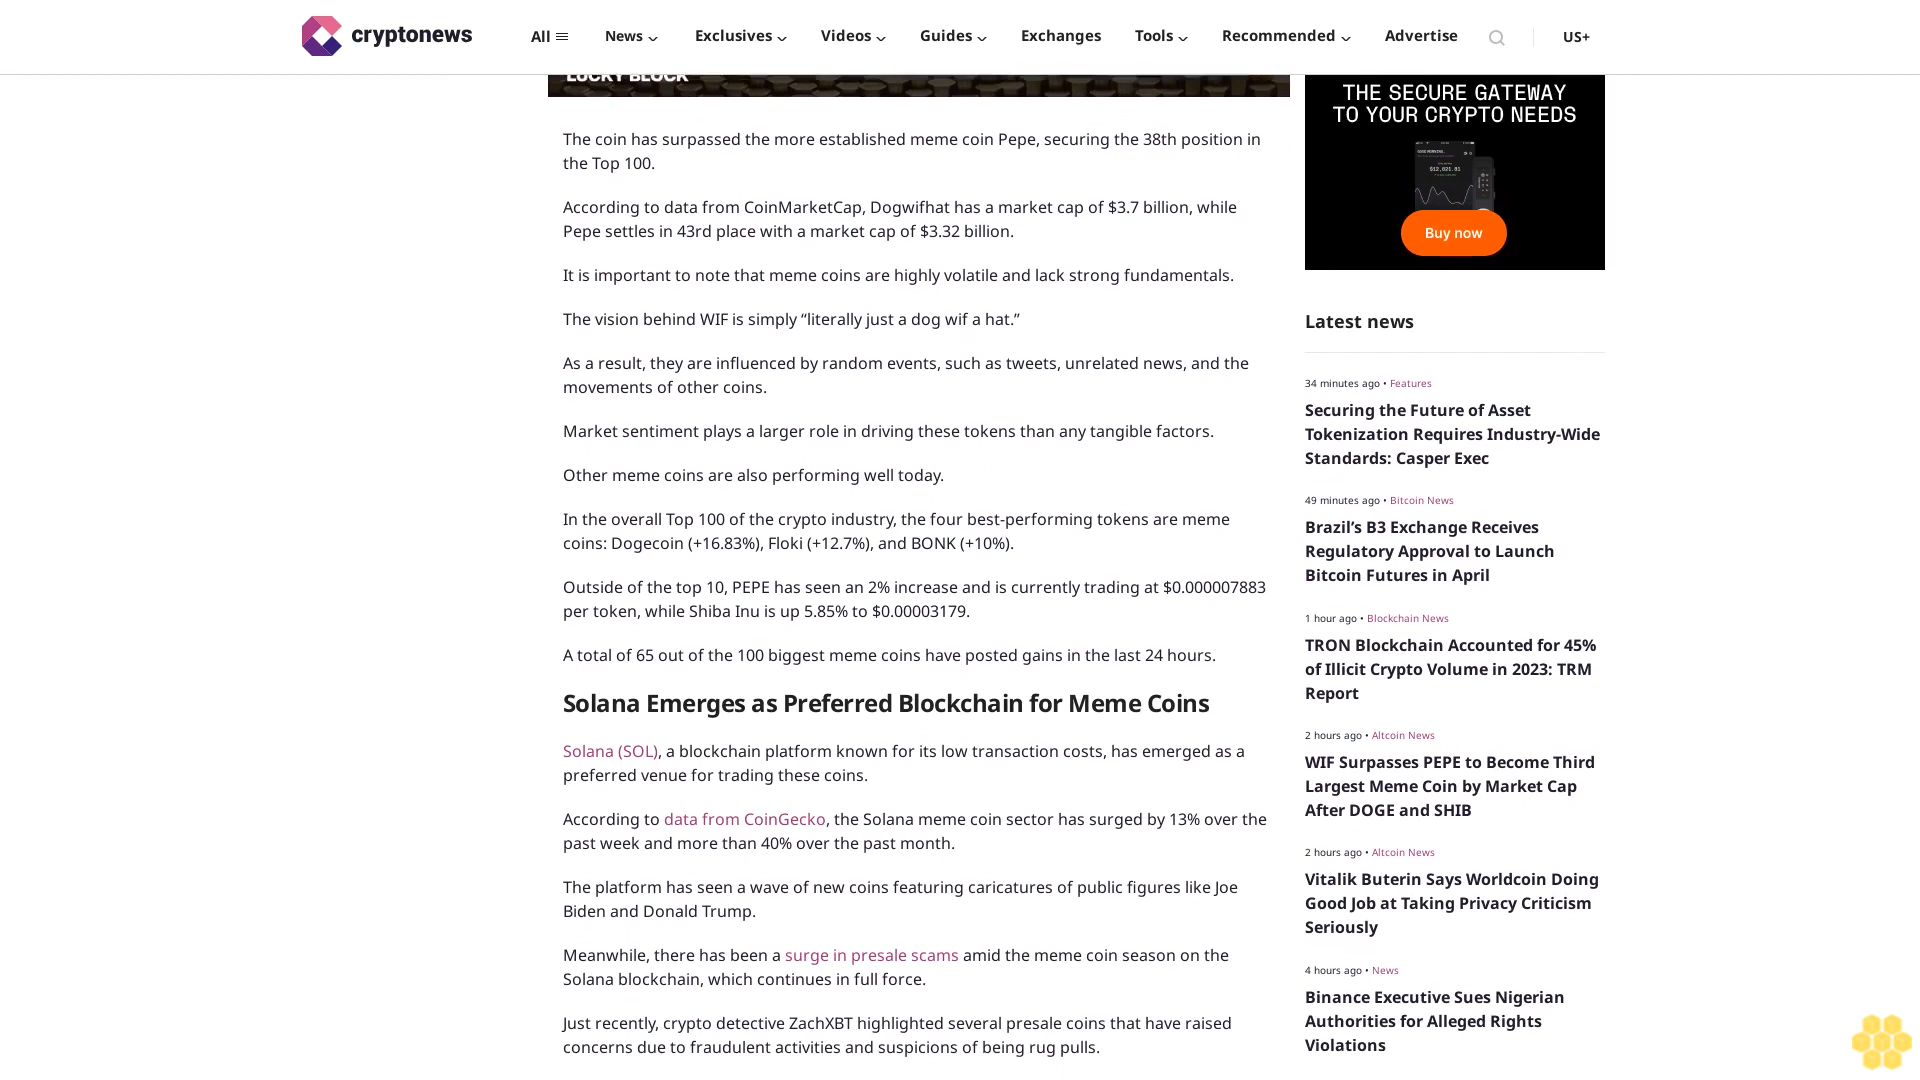 cryptonews
All
News
Exclusives
Videos
Guides
Exchanges
Tools
Recommended
Advertise
US+
LUCKY BLOCK
The coin has surpassed the more established meme coin Pepe, securing the 38th position in
the Top 100.
According to data from CoinMarketCap, Dogwifhat has a market cap of $3.7 billion, while
Pepe settles in 43rd place with a market cap of $3.32 billion.
It is important to note that meme coins are highly volatile and lack strong fundamentals.
The vision behind WIF is simply “literally just a dog wif a hat.”
As a result, they are influenced by random events, such as tweets, unrelated news, and the
movements of other coins.
Market sentiment plays a larger role in driving these tokens than any tangible factors.
Other meme coins are also performing well today.
In the overall Top 100 of the crypto industry, the four best-performing tokens are meme
coins: Dogecoin (+16.83%), Floki (+12.7%), and BONK (+10%).
Outside of the top 10, PEPE has seen an 2% increase and is currently trading at $0.000007883
per token, while Shiba Inu is up 5.85% to $0.00003179.
A total of 65 out of the 100 biggest meme coins have posted gains in the last 24 hours.
Solana Emerges as Preferred Blockchain for Meme Coins
Solana (SOL), a blockchain platform known for its low transaction costs, has emerged as a
preferred venue for trading these coins.
According to data from CoinGecko, the Solana meme coin sector has surged by 13% over the
past week and more than 40% over the past month.
The platform has seen a wave of new coins featuring caricatures of public figures like Joe
Biden and Donald Trump.
Meanwhile, there has been a surge in presale scams amid the meme coin season on the
Solana blockchain, which continues in full force.
Just recently, crypto detective ZachXBT highlighted several presale coins that have raised
concerns due to fraudulent activities and suspicions of being rug pulls.
THE SECURE GATEWAY
TO YOUR CRYPTO NEEDS
$12,021.81
Buy now
Latest news
34 minutes ago • Features
Securing the Future of Asset
Tokenization Requires Industry-Wide
Standards: Casper Exec
49 minutes ago • Bitcoin News
Brazil’s B3 Exchange Receives
Regulatory Approval to Launch
Bitcoin Futures in April
1 hour ago • Blockchain News
TRON Blockchain Accounted for 45%
of Illicit Crypto Volume in 2023: TRM
Report
2 hours ago • Altcoin News
WIF Surpasses PEPE to Become Third
Largest Meme Coin by Market Cap
After DOGE and SHIB
2 hours ago • Altcoin News
Vitalik Buterin Says Worldcoin Doing
Good Job at Taking Privacy Criticism
Seriously
4 hours ago • News
Binance Executive Sues Nigerian
Authorities for Alleged Rights
Violations